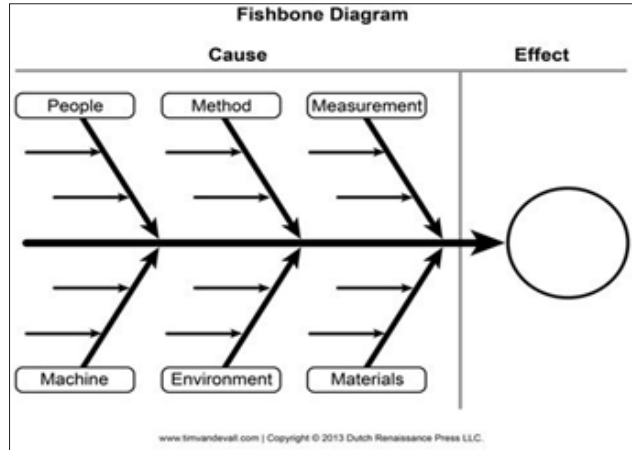 Fishbone Diagram
Cause Effect
People Method Measurement
Machine Environment Materials
www.timvandevall.com | Copyright © 2013 Dutch Renaissance Press LLC.